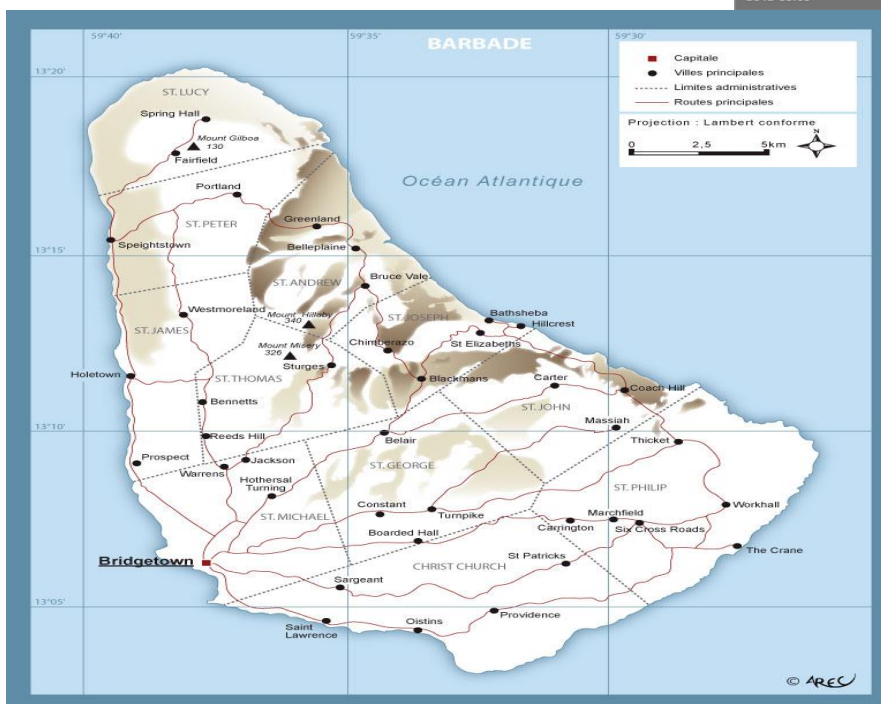 59°40'
59°35'
59°30'
BARBADE
13°20'
13°15'
13°10'
13°05'
Capitale
Villes principales
Limites administratives
Routes principales
Projection : Lambert conforme
N
0 2,5 5km
Océan Atlantique
ST. LUCY
Spring Hall
Mount Gilboa
130
Fairfield
Portland
ST. PETER
Greenland
Speightstown
Belleplaine
ST. ANDREW
Bruce Vale
Westmoreland
Mount Hillaby
340
ST. JOSEPH
Bathsheba
Hillcrest
ST. JAMES
Mount Misery
326
Chimberazo
St Elizabeths
Holetown
ST. THOMAS
Sturges
Blackmans
Carter
Coach Hill
Bennetts
ST. JOHN
Massiah
Reeds Hill
Belair
Thicket
Prospect
Warrens
Jackson
ST. GEORGE
Hothersal
Turning
ST. PHILIP
ST. MICHAEL
Constant
Turnpike
Marchfield
Workhall
Boarded Hall
Carrington
Six Cross Roads
Bridgetown
St Patricks
The Crane
CHRIST CHURCH
Sargeant
Saint
Lawrence
Oistins
Providence
© AREC